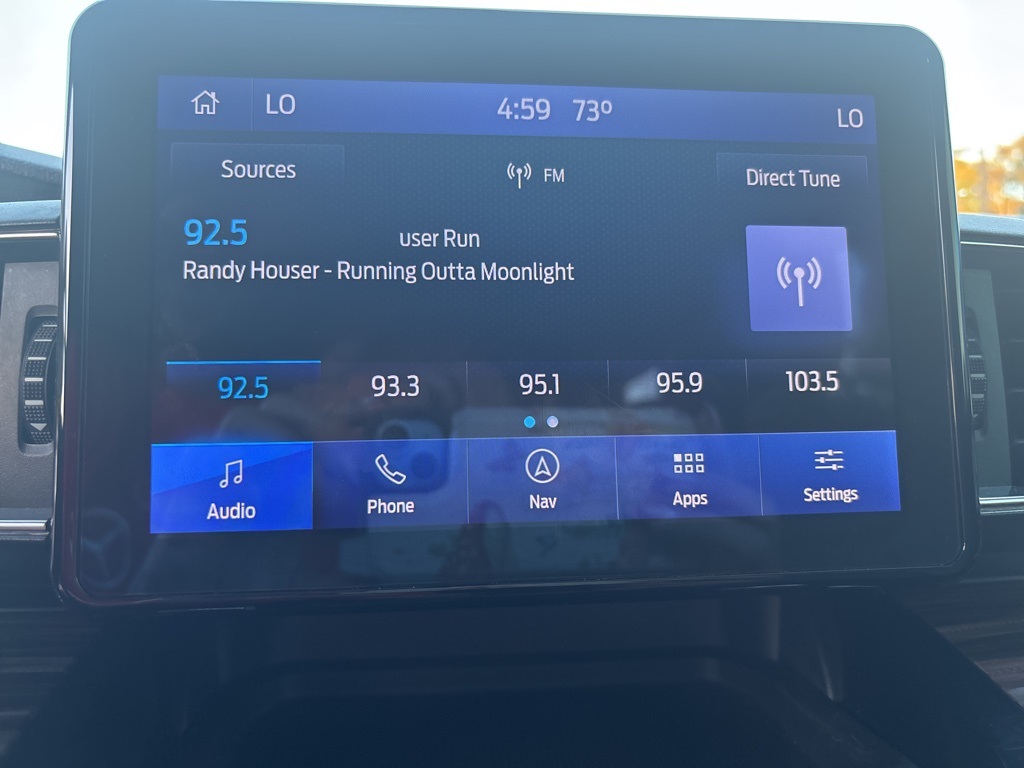 LO 4:59 73° LO
Sources FM Direct Tune
92.5 user Run
Randy Houser - Running Outta Moonlight
92.5 93.3 95.1 95.9 103.5
Audio Phone Nav Apps Settings